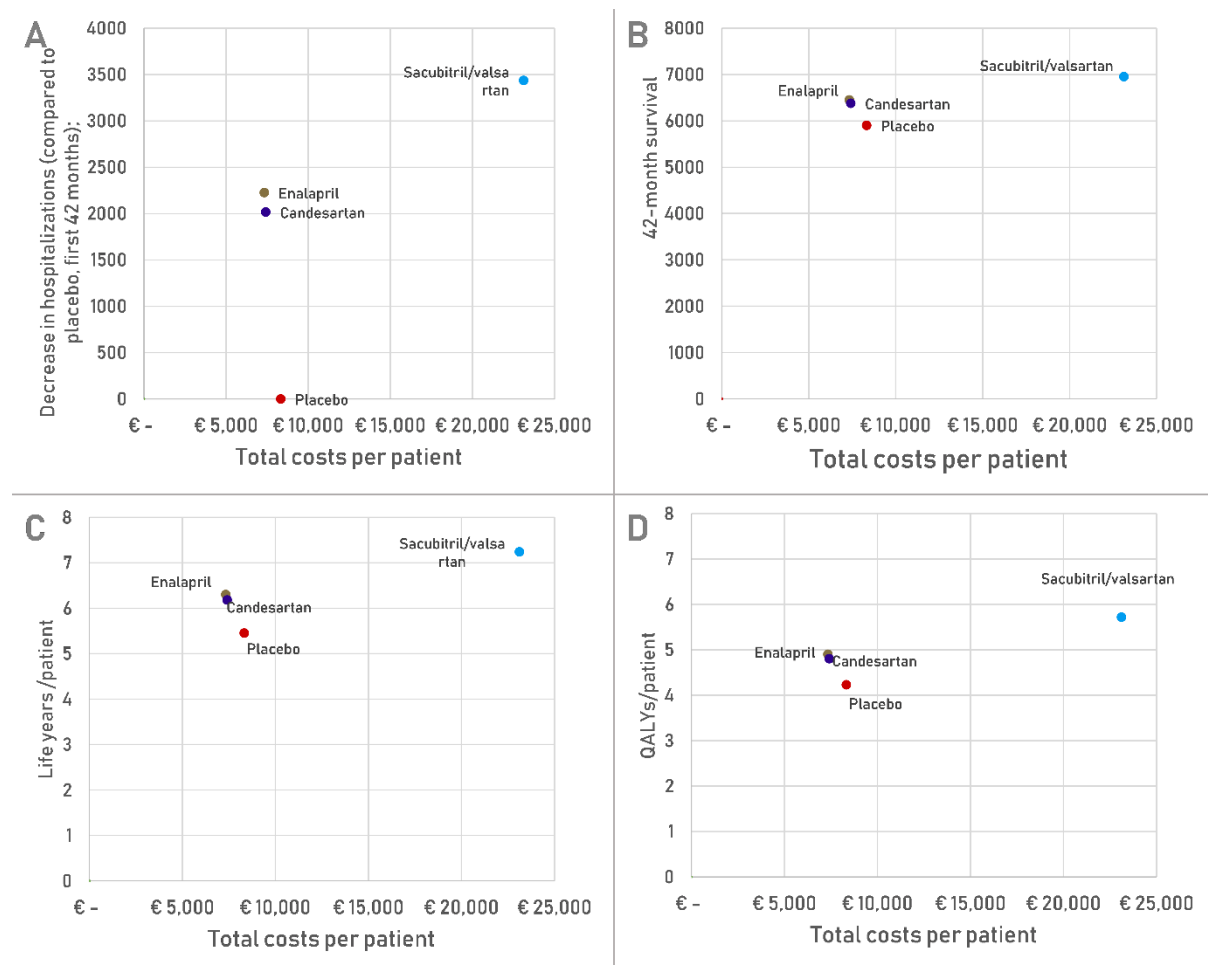 A
Decrease in hospitalizations (compared to
placebo, first 42 months);
4000
3500
3000
2500
2000
1500
1000
500
0
Sacubitril/valsa
rtan
Enalapril
Candesartan
Placebo
€ -
€ 5,000
€ 10,000
€ 15,000
€ 20,000
€ 25,000
Total costs per patient
B
42-month survival
8000
7000
6000
5000
4000
3000
2000
1000
0
Sacubitril/valsartan
Enalapril
Candesartan
Placebo
€ -
€ 5,000
€ 10,000
€ 15,000
€ 20,000
€ 25,000
Total costs per patient
C
Life years /patient
8
7
6
5
4
3
2
1
0
Sacubitril/valsa
rtan
Enalapril
Candesartan
Placebo
€ -
€ 5,000
€ 10,000
€ 15,000
€ 20,000
€ 25,000
Total costs per patient
D
QALYs/patient
8
7
6
5
4
3
2
1
0
Sacubitril/valsartan
Enalapril
Candesartan
Placebo
€ -
€ 5,000
€ 10,000
€ 15,000
€ 20,000
€ 25,000
Total costs per patient